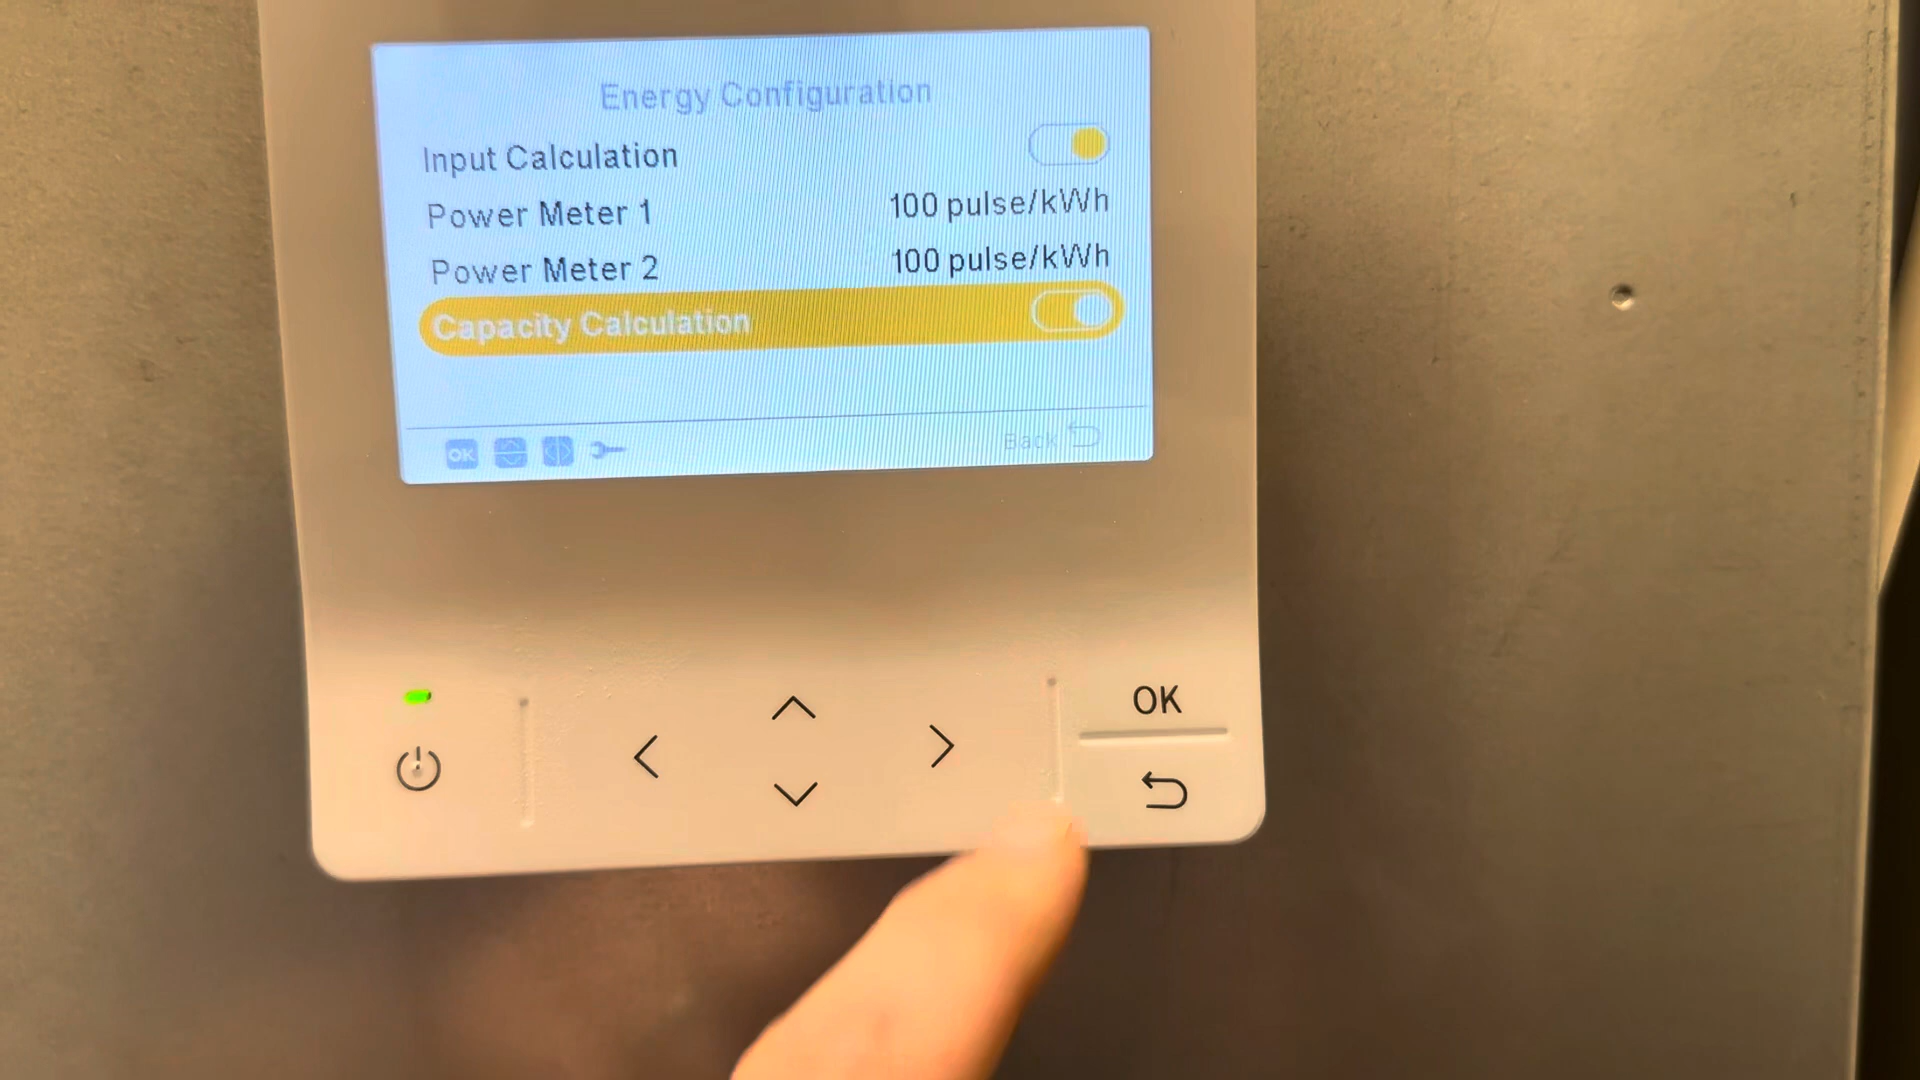 Energy Configuration
Input Calculation
Power Meter 1 100 pulse/kWh
Power Meter 2 100 pulse/kWh
Capacity Calculation
OK Back
OK